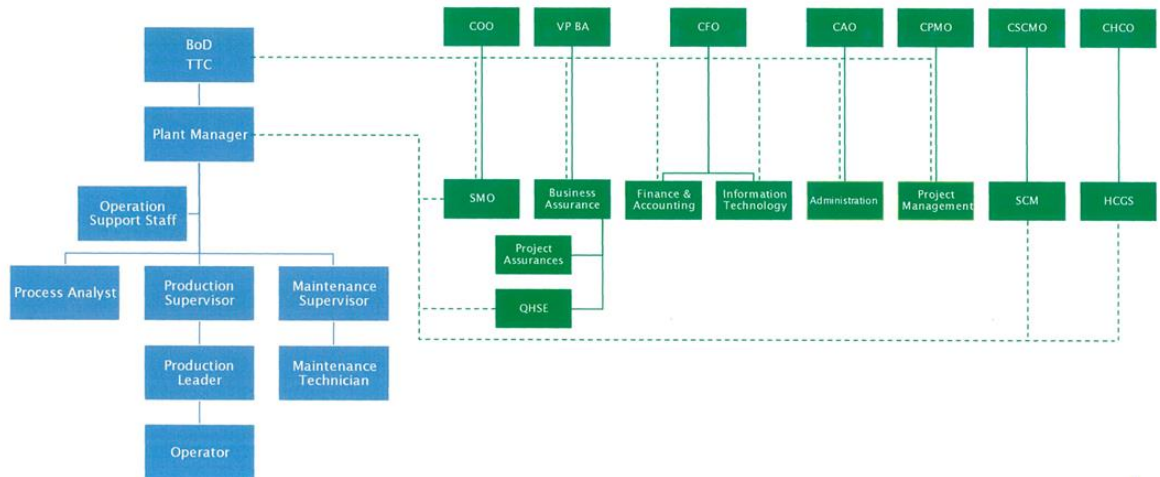 BoD
TTC
Plant Manager
Operation
Support Staff
Process Analyst
Production
Supervisor
Maintenance
Supervisor
Production
Leader
Maintenance
Technician
Operator
COO
VP BA
CFO
CAO
CPMO
CSCMO
CHCO
SMO
Business
Assurance
Finance &
Accounting
Information
Technology
Administration
Project
Management
SCM
HCGS
Project
Assurances
QHSE